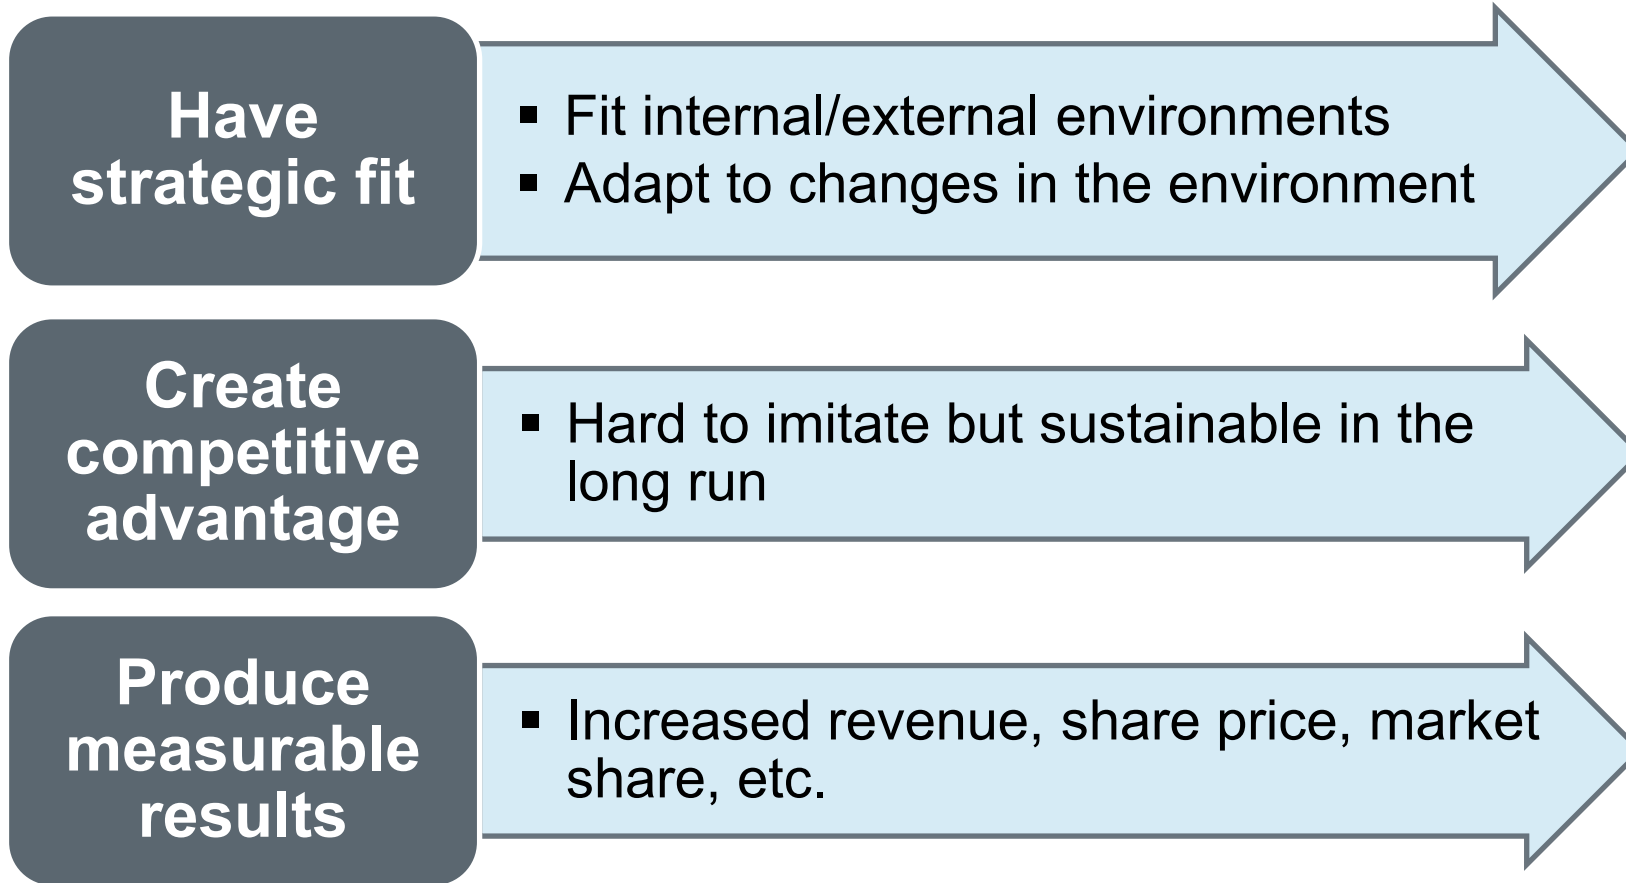 Have
strategic fit
▪ Fit internal/external environments
▪ Adapt to changes in the environment
Create
competitive
advantage
▪ Hard to imitate but sustainable in the
long run
Produce
measurable
results
▪ Increased revenue, share price, market
share, etc.